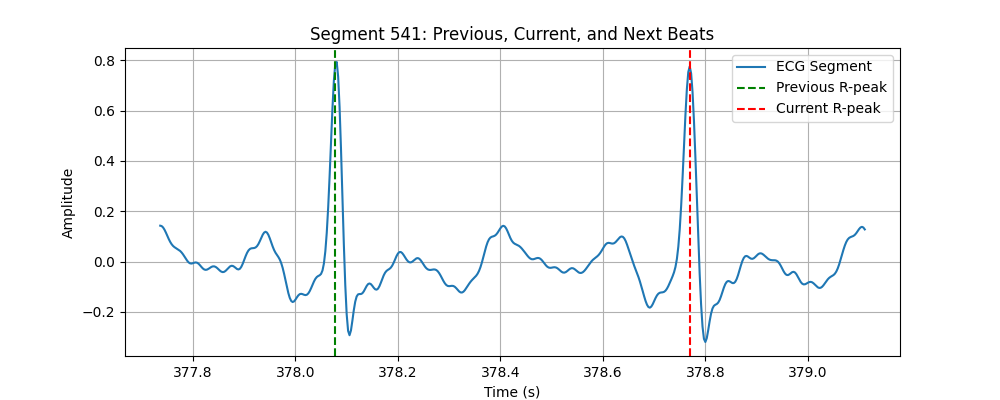 Segment 541: Previous, Current, and Next Beats
ECG Segment
Previous R-peak
Current R-peak
0.8
0.6
0.4
0.2
0.0
−0.2
Amplitude
377.8 378.0 378.2 378.4 378.6 378.8 379.0
Time (s)